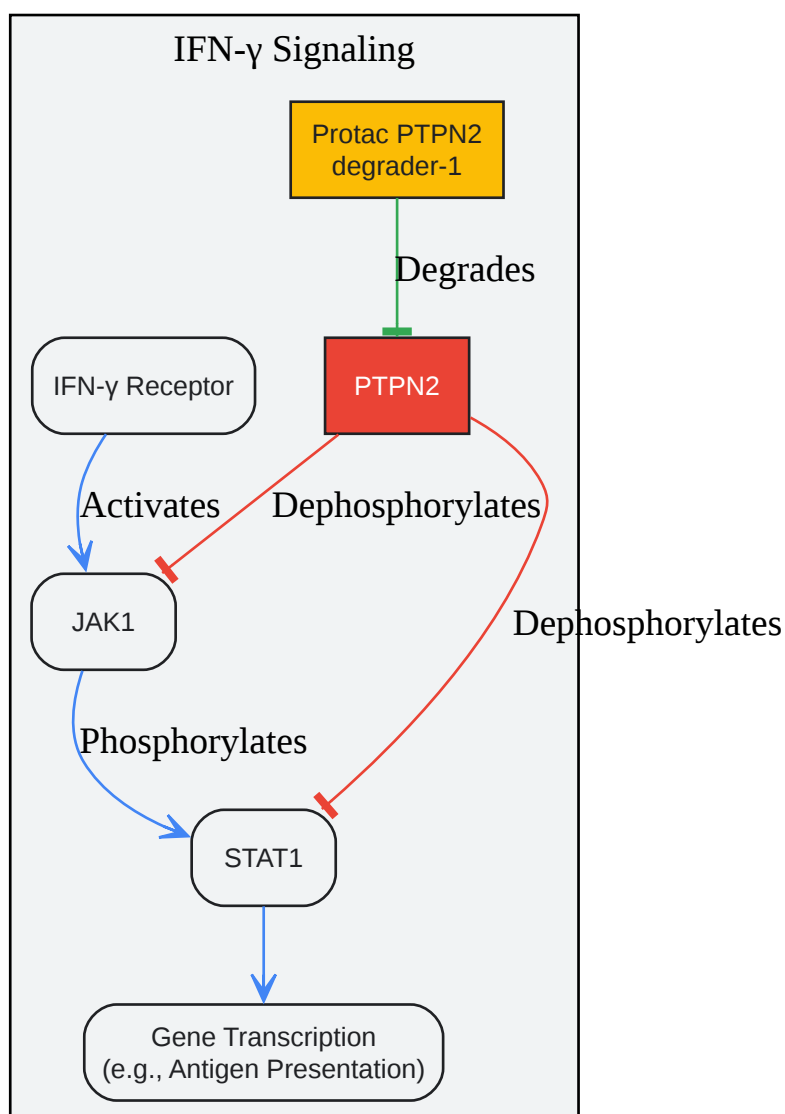 IFN-γ Signaling
Protac PTPN2
degrader-1
Degrades
IFN-γ Receptor
PTPN2
Activates
Dephosphorylates
JAK1
Dephosphorylates
Phosphorylates
STAT1
Gene Transcription
(e.g., Antigen Presentation)